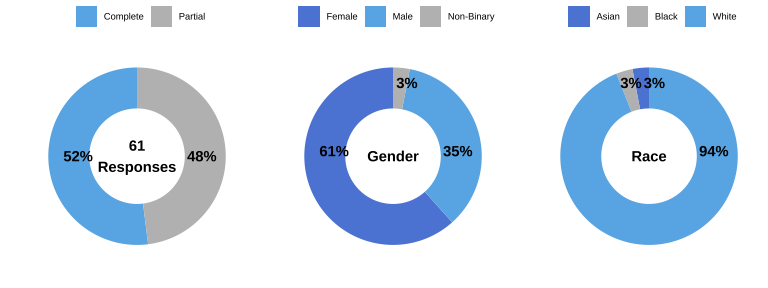 Complete Partial
Female Male Non-Binary
Asian Black White
52%
61
Responses
48%
3%
61%
Gender
35%
3%
3%
Race
94%